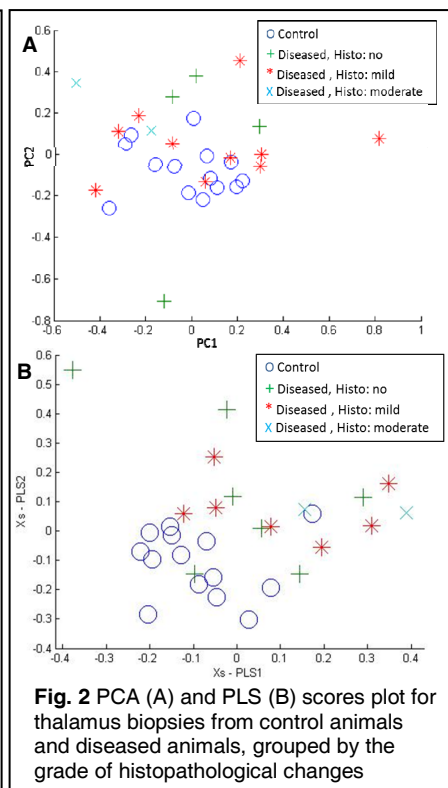 A
Control
Diseased, Histo: no
Diseased, Histo: mild
Diseased, Histo: moderate
0.6
0.4
0.2
0
-0.2
-0.4
-0.6
-0.8
PC2
-0.6 -0.4 -0.2 0 0.2 0.4 0.6 0.8 1
PC1
B
Control
Diseased, Histo: no
Diseased , Histo: mild
Diseased , Histo: moderate
0.6
0.5
0.4
0.3
0.2
0.1
0
-0.1
-0.2
-0.3
-0.4
Xs - PLS2
-0.4 -0.3 -0.2 -0.1 0 0.1 0.2 0.3 0.4
Xs - PLS1
Fig. 2 PCA (A) and PLS (B) scores plot for
thalamus biopsies from control animals
and diseased animals, grouped by the
grade of histopathological changes